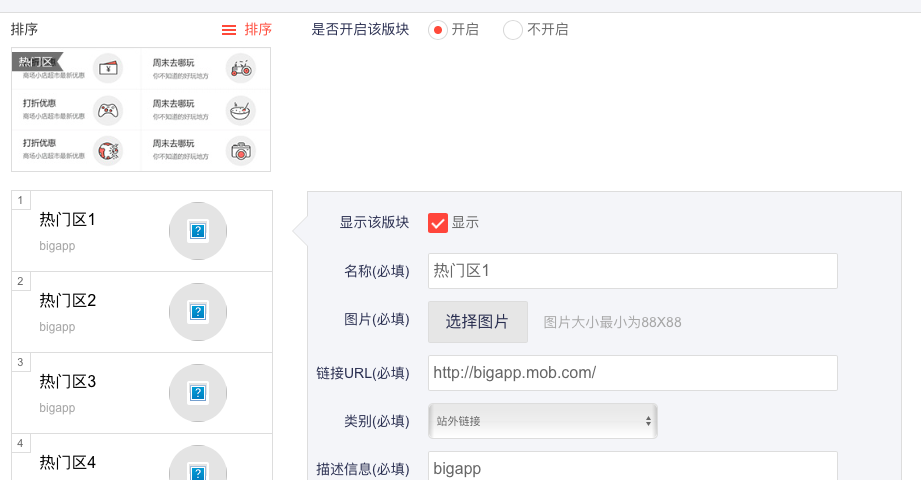 排序
排序
是否开启该版块
开启
不开启
热门区
商场小店超市最新优惠
周末去哪玩
你不知道的好玩地方
打折优惠
商场小店超市最新优惠
周末去哪玩
你不知道的好玩地方
打折优惠
商场小店超市最新优惠
周末去哪玩
你不知道的好玩地方
1
热门区1
bigapp
2
热门区2
bigapp
3
热门区3
bigapp
4
热门区4
显示该版块
显示
名称(必填)
热门区1
图片(必填)
选择图片
图片大小最小为88X88
链接URL(必填)
http://bigapp.mob.com/
类别(必填)
站外链接
描述信息(必填)
bigapp